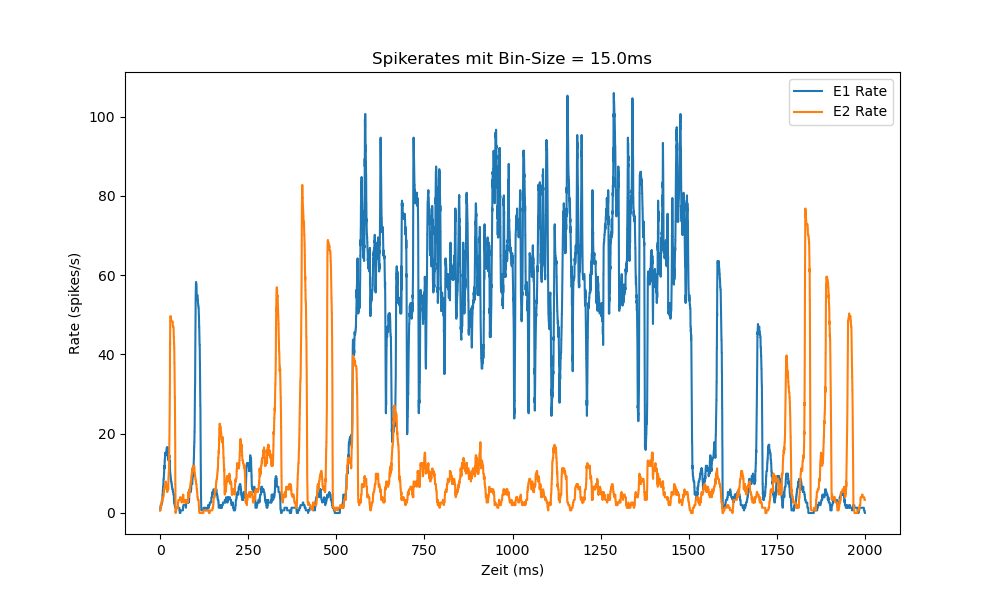 Spikerates mit Bin-Size = 15.0ms
E1 Rate
E2 Rate
Rate (spikes/s)
100
80
60
40
20
0
0 250 500 750 1000 1250 1500 1750 2000
Zeit (ms)